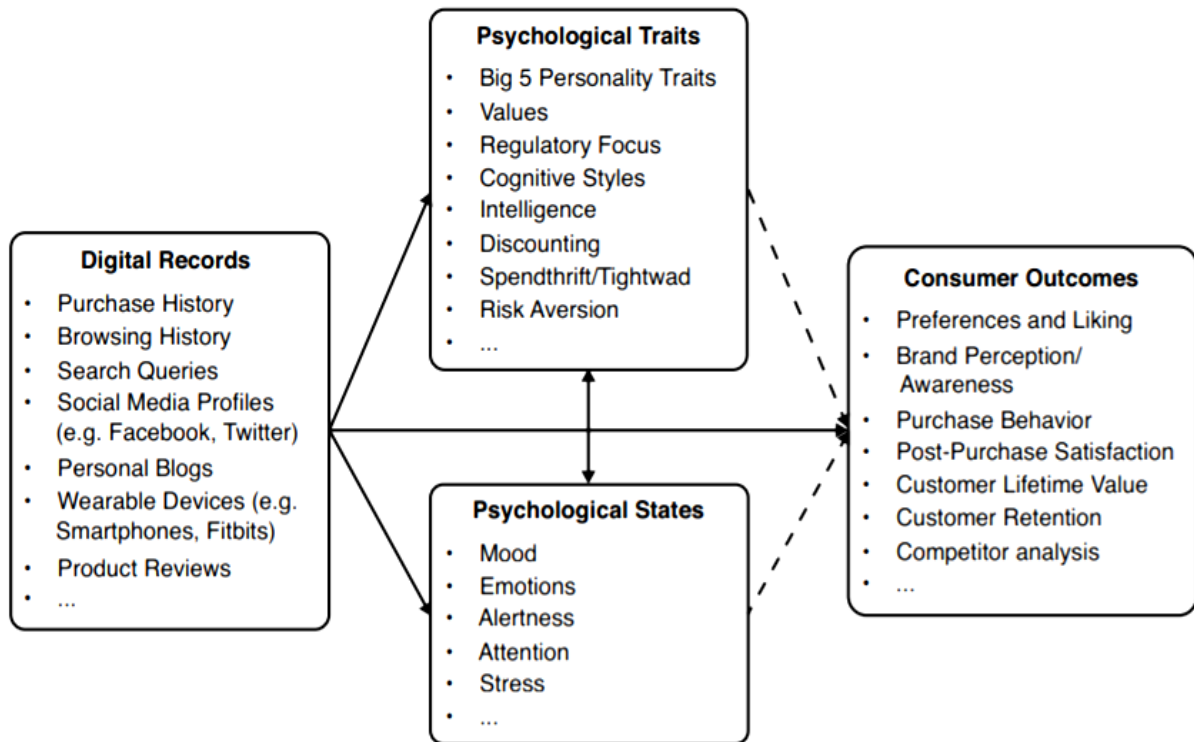 Psychological Traits
• Big 5 Personality Traits
• Values
• Regulatory Focus
• Cognitive Styles
• Intelligence
• Discounting
• Spendthrift/Tightwad
• Risk Aversion
• ...
Digital Records
• Purchase History
• Browsing History
• Search Queries
• Social Media Profiles
(e.g. Facebook, Twitter)
• Personal Blogs
• Wearable Devices (e.g.
Smartphones, Fitbits)
• Product Reviews
• ...
Psychological States
• Mood
• Emotions
• Alertness
• Attention
• Stress
• ...
Consumer Outcomes
• Preferences and Liking
• Brand Perception/
Awareness
• Purchase Behavior
• Post-Purchase Satisfaction
• Customer Lifetime Value
• Customer Retention
• Competitor analysis
• ...